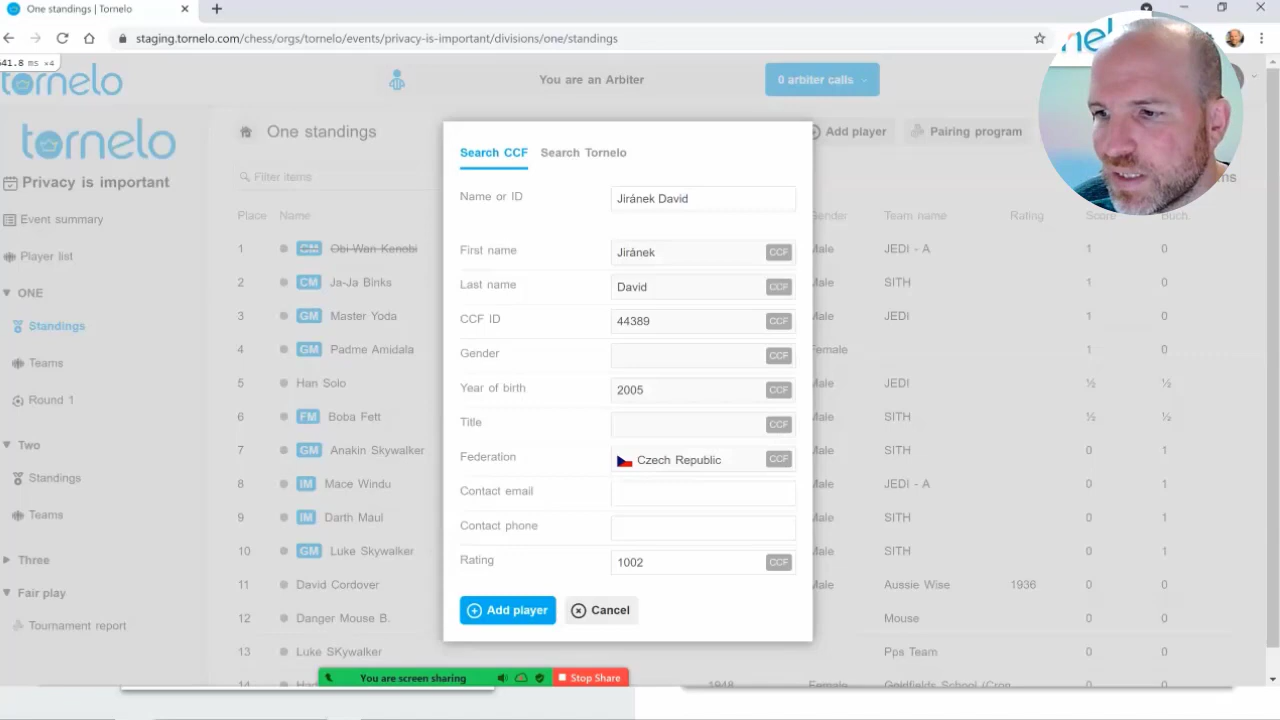 One standings | Tornelo
staging.tornelo.com/chess/orgs/tornelo/events/privacy-is-important/divisions/one/standings
541.8 ms ×4
tornelo
You are an Arbiter
0 arbiter calls
tornelo
Privacy is important
Event summary
Player list
ONE
Standings
Teams
Round 1
Two
Standings
Teams
Three
Fair play
Tournament report
One standings
Add player
Pairing program
Filter items
Place Name Gender Team name Rating Score Buch.
1 GM Obi-Wan Kenobi Male JEDI - A 1 0
2 CM Ja-Ja Binks Male SITH 1 0
3 GM Master Yoda Male JEDI 1 0
4 GM Padme Amidala Female 1 0
5 Han Solo Male JEDI ½ ½
6 FM Boba Fett Male SITH ½ ½
7 GM Anakin Skywalker Male SITH 0 1
8 IM Mace Windu Male JEDI - A 0 1
9 IM Darth Maul Male SITH 0 1
10 GM Luke Skywalker Male SITH 0 1
11 David Cordover Male Aussie Wise 1936 0 0
12 Danger Mouse B. Mouse 0 0
13 Luke SKywalker Pps Team 0 0
14 1948 Female Goldfields School
Search CCF Search Tornelo
Name or ID Jiránek David
First name Jiránek CCF
Last name David CCF
CCF ID 44389 CCF
Gender CCF
Year of birth 2005 CCF
Title CCF
Federation Czech Republic CCF
Contact email
Contact phone
Rating 1002 CCF
Add player Cancel
You are screen sharing Stop Share